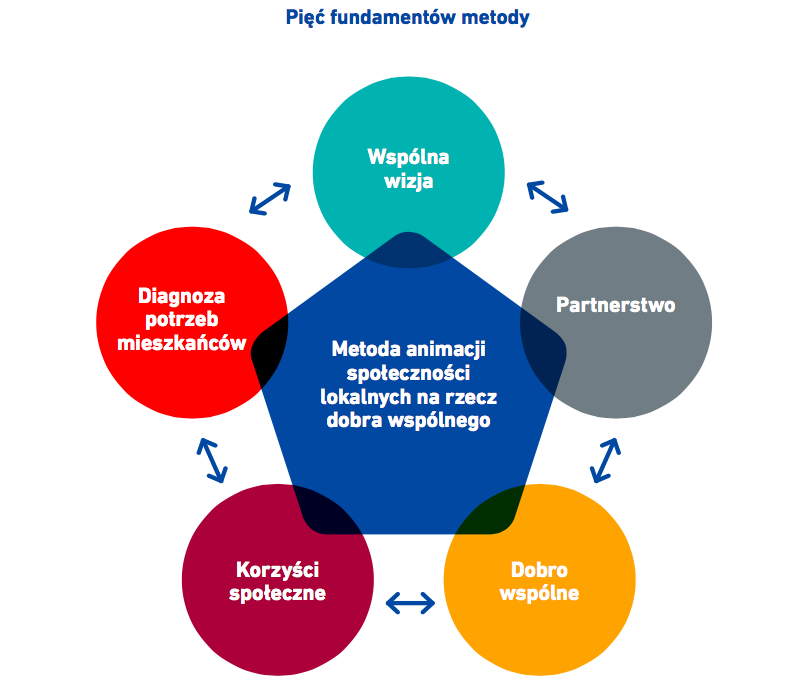 Pięć fundamentów metody
Wspólna
wizja
Diagnoza
potrzeb
mieszkańców
Partnerstwo
Metoda animacji
społeczności
lokalnych na rzecz
dobra wspólnego
Korzyści
społeczne
Dobro
wspólne